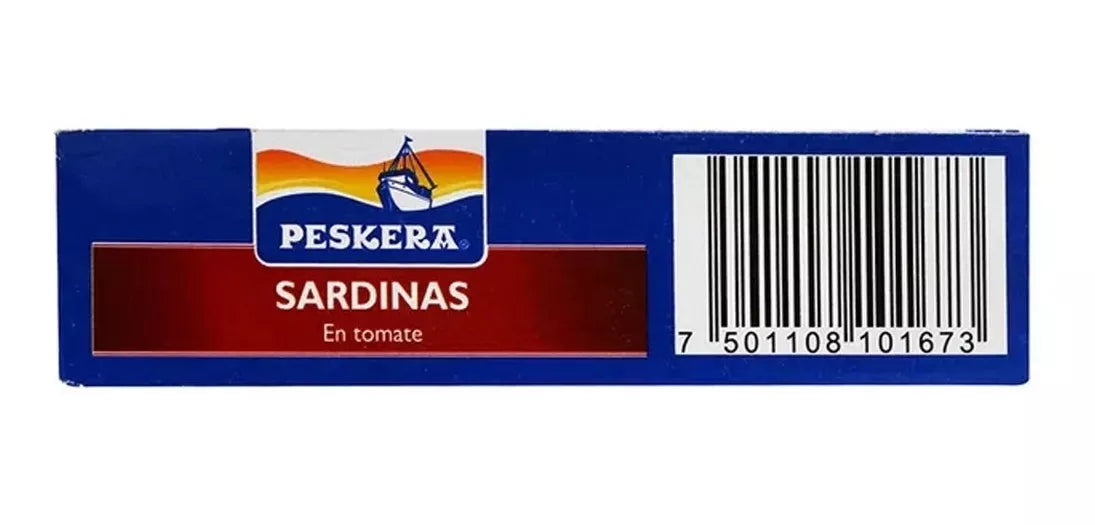 PESKERA®
SARDINAS
En tomate
7 501108 101673